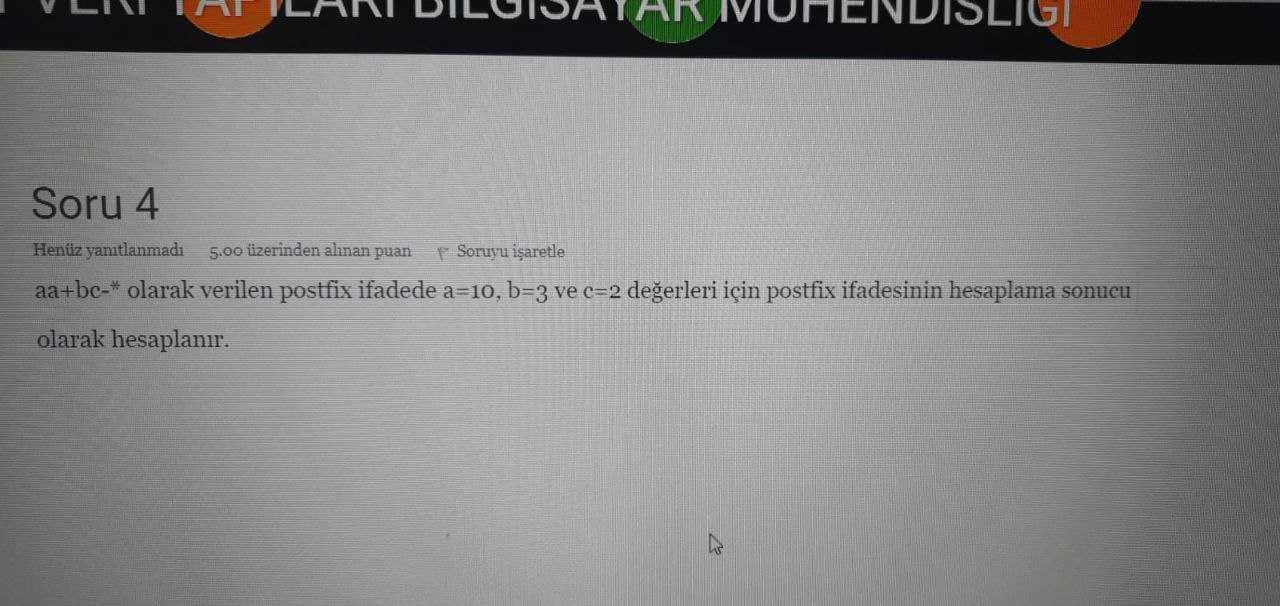 VERİ YAPILARI BİLGİSAYAR MÜHENDİSLİĞİ
Soru 4
Henüz yanıtlanmadı 5.00 üzerinden alınan puan Soruyu işaretle
aa+bc-* olarak verilen postfix ifadede a=10, b=3 ve c=2 değerleri için postfix ifadesinin hesaplama sonucu
olarak hesaplanır.